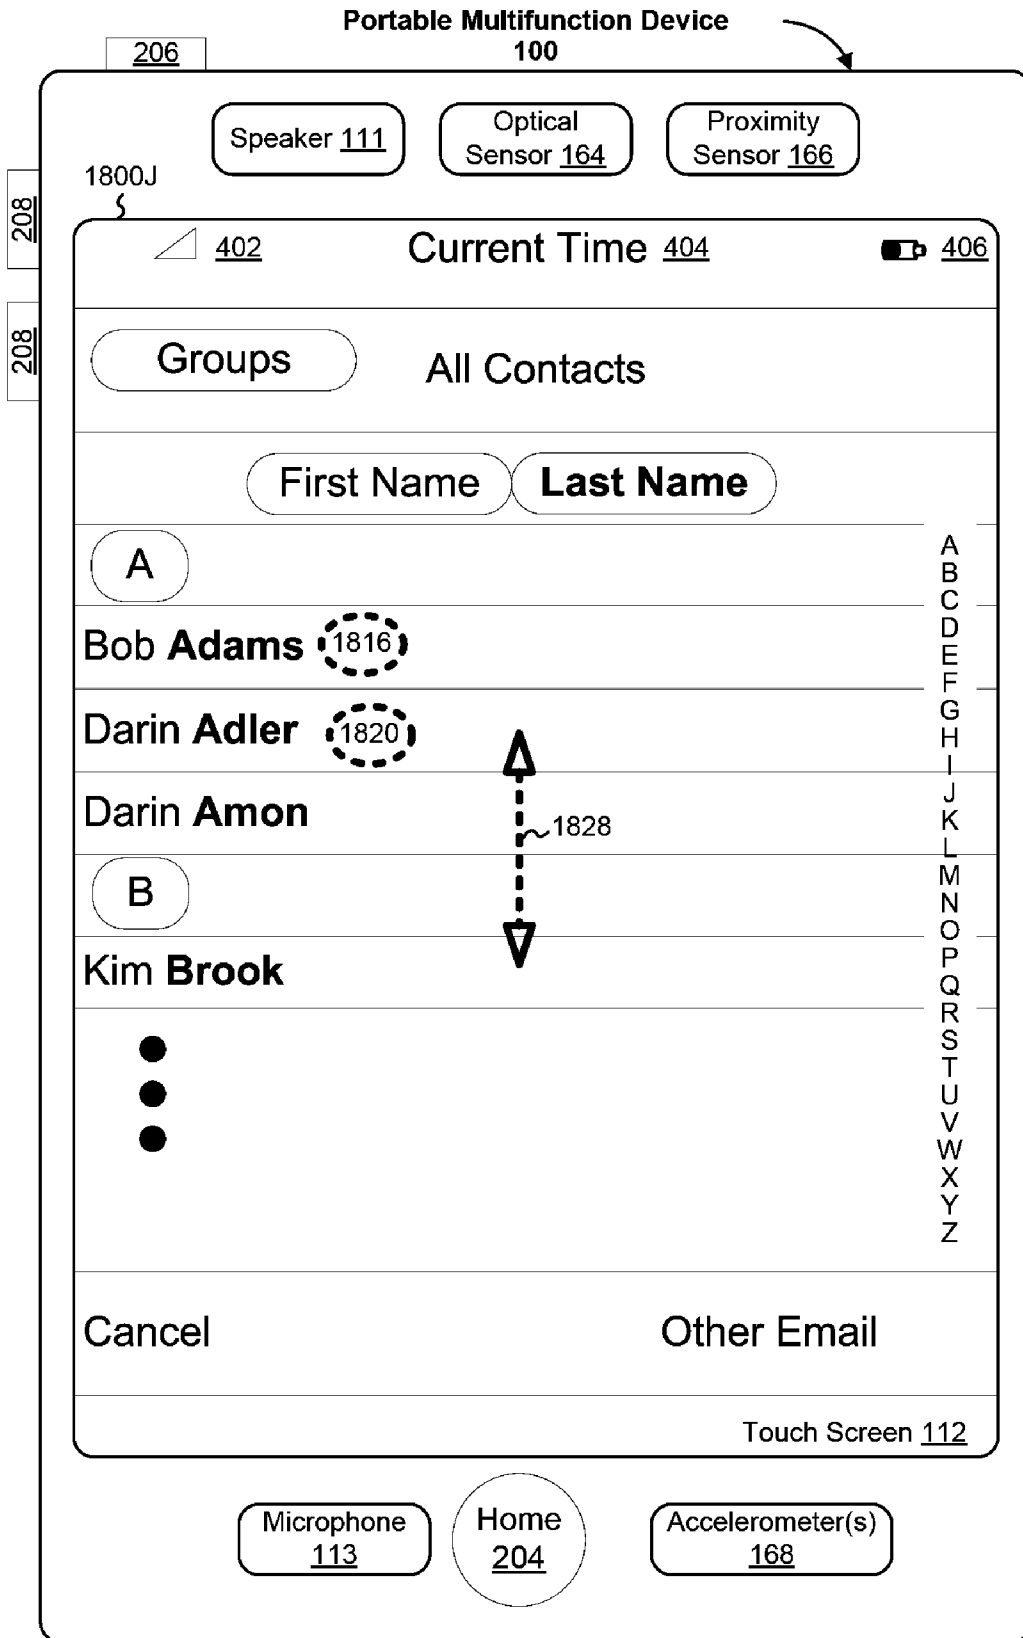 Portable Multifunction Device
100
206
Speaker 111
Optical
Sensor 164
Proximity
Sensor 166
1800J
208
208
402
Current Time 404
406
Groups
All Contacts
First Name
Last Name
A
Bob Adams
1816
Darin Adler
1820
Darin Amon
1828
B
Kim Brook
A
B
C
D
E
F
G
H
I
J
K
L
M
N
O
P
Q
R
S
T
U
V
W
X
Y
Z
Cancel
Other Email
Touch Screen 112
Microphone
113
Home
204
Accelerometer(s)
168